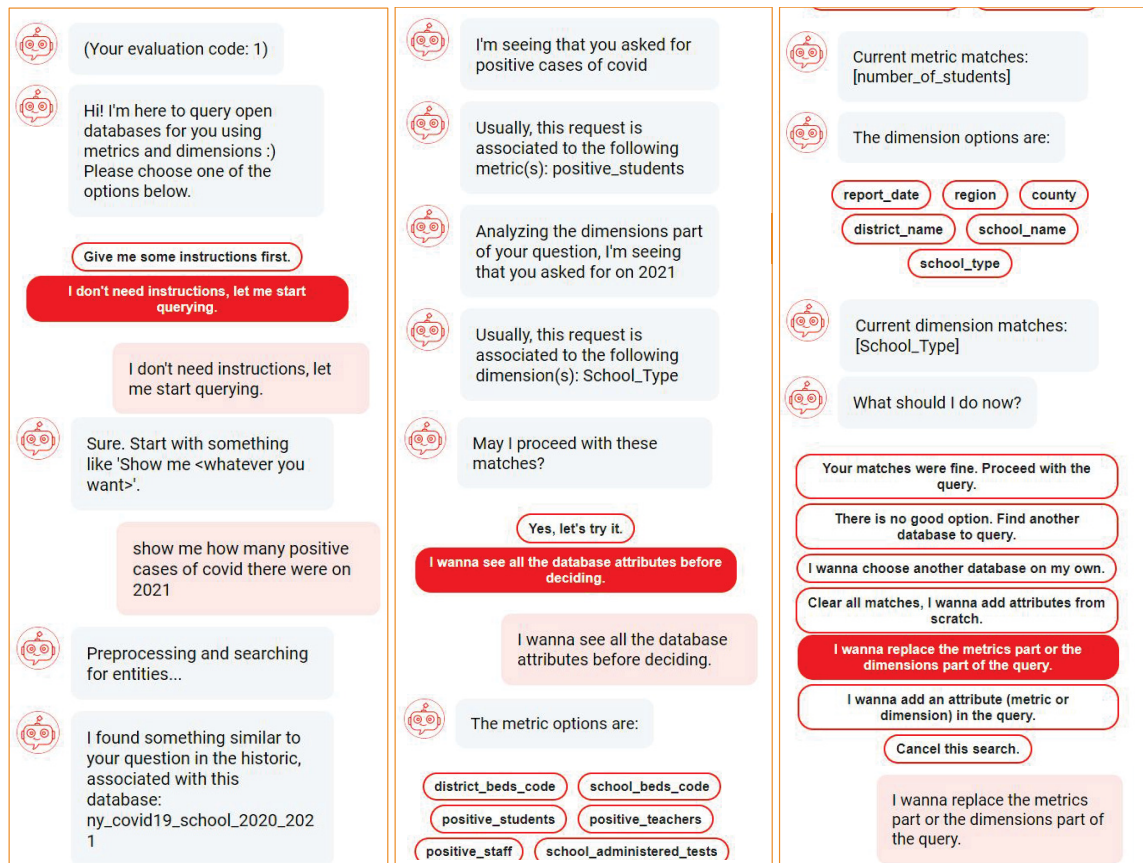 (Your evaluation code: 1)
Hi! I'm here to query open
databases for you using
metrics and dimensions :)
Please choose one of the
options below.
Give me some instructions first.
I don't need instructions, let me start
querying.
I don't need instructions, let
me start querying.
Sure. Start with something
like 'Show me <whatever you
want>'.
show me how many positive
cases of covid there were on
2021
Preprocessing and searching
for entities...
I found something similar to
your question in the historic,
associated with this
database:
ny_covid19_school_2020_202
1
I'm seeing that you asked for
positive cases of covid
Usually, this request is
associated to the following
metric(s): positive_students
Analyzing the dimensions part
of your question, I'm seeing
that you asked for on 2021
Usually, this request is
associated to the following
dimension(s): School_Type
May I proceed with these
matches?
Yes, let's try it.
I wanna see all the database attributes before
deciding.
I wanna see all the database
attributes before deciding.
The metric options are:
district_beds_code school_beds_code
positive_students positive_teachers
positive_staff school_administered_tests
Current metric matches:
[number_of_students]
The dimension options are:
report_date region county
district_name school_name
school_type
Current dimension matches:
[School_Type]
What should I do now?
Your matches were fine. Proceed with the
query.
There is no good option. Find another
database to query.
I wanna choose another database on my own.
Clear all matches, I wanna add attributes from
scratch.
I wanna replace the metrics part or the
dimensions part of the query.
I wanna add an attribute (metric or
dimension) in the query.
Cancel this search.
I wanna replace the metrics
part or the dimensions part of
the query.